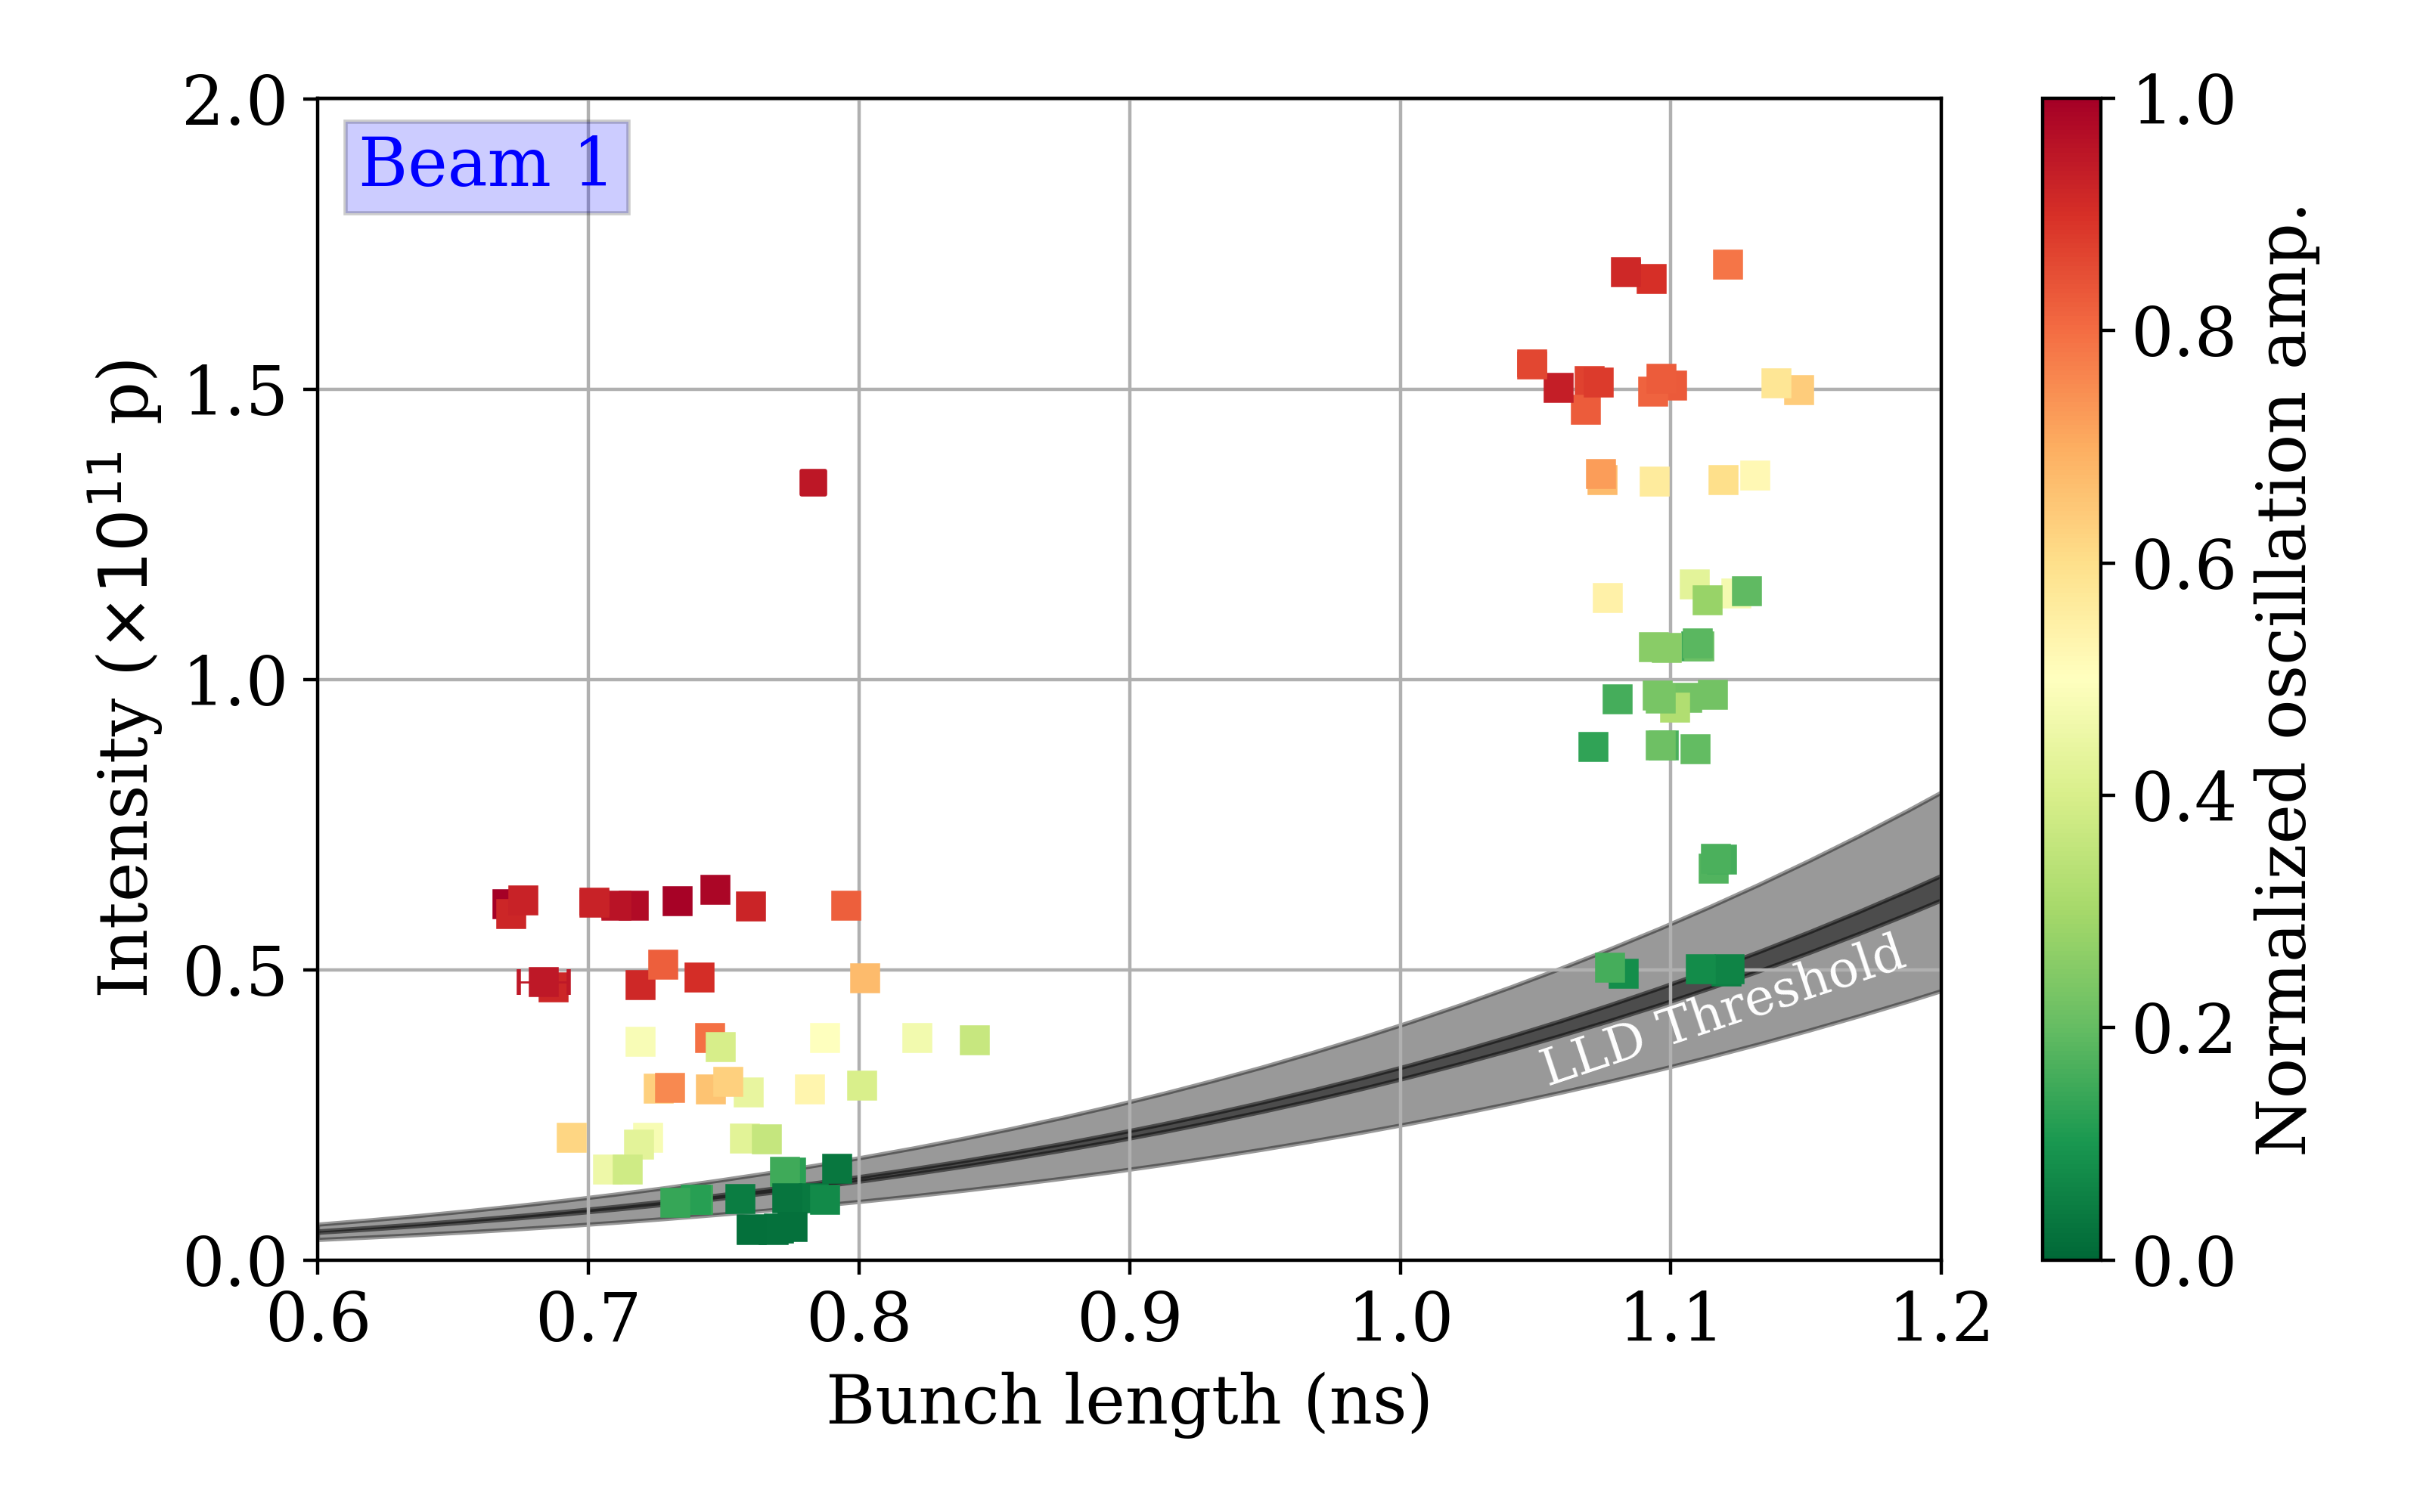 Beam 1
2.0
1.5
1.0
0.5
0.0
Intensity (×10¹¹ p)
0.6 0.7 0.8 0.9 1.0 1.1 1.2
Bunch length (ns)
LLD Threshold
1.0
0.8
0.6
0.4
0.2
0.0
Normalized oscillation amp.